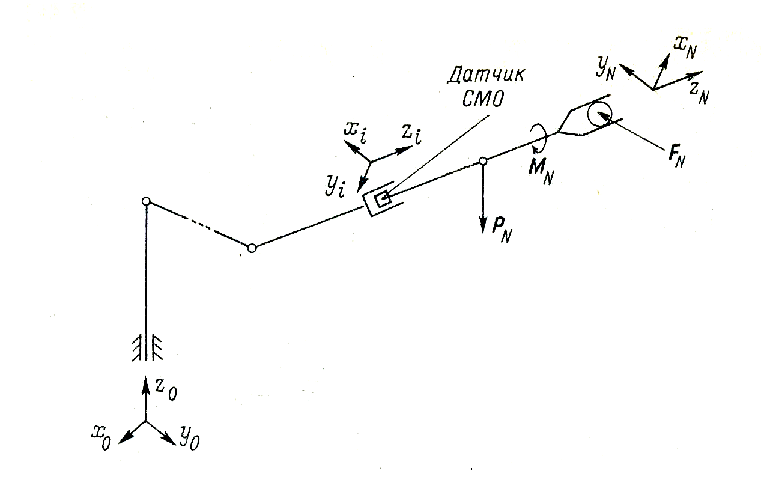 Датчик
СМО
x_N
y_N
z_N
x_i
z_i
y_i
F_N
M_N
P_N
z_0
x_0
y_0